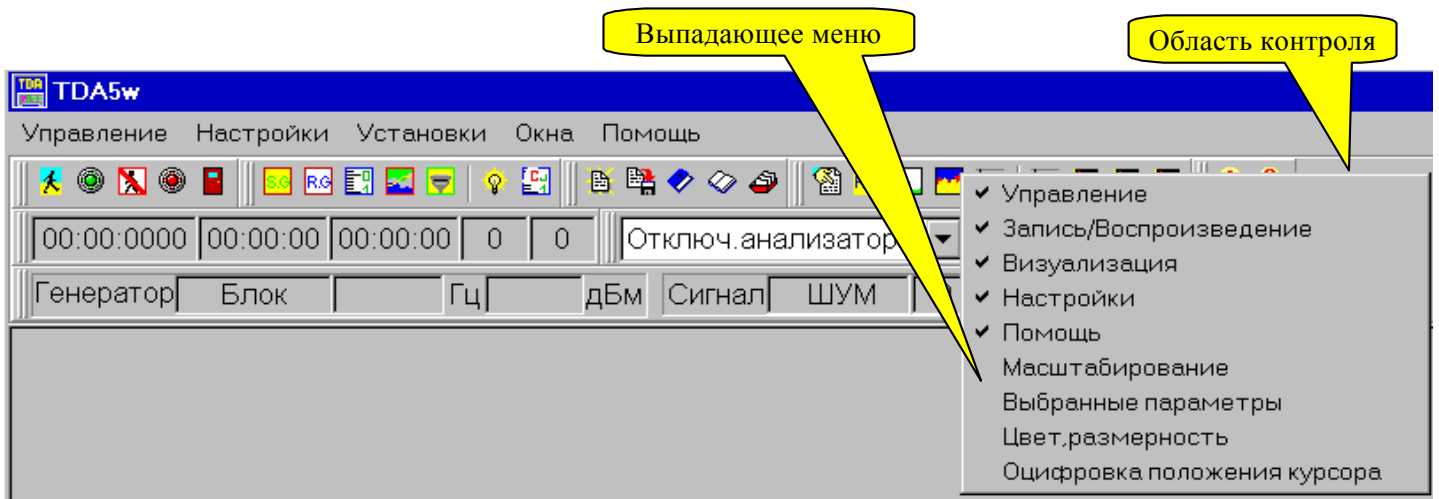 Выпадающее меню
Область контроля
TDA5w
Управление Настройки Установки Окна Помощь
S.G R.G
00:00:0000 00:00:00 00:00:00 0 0 Отключ.анализатор
Генератор Блок Гц дБм Сигнал ШУМ
Управление
Запись/Воспроизведение
Визуализация
Настройки
Помощь
Масштабирование
Выбранные параметры
Цвет,размерность
Оцифровка положения курсора